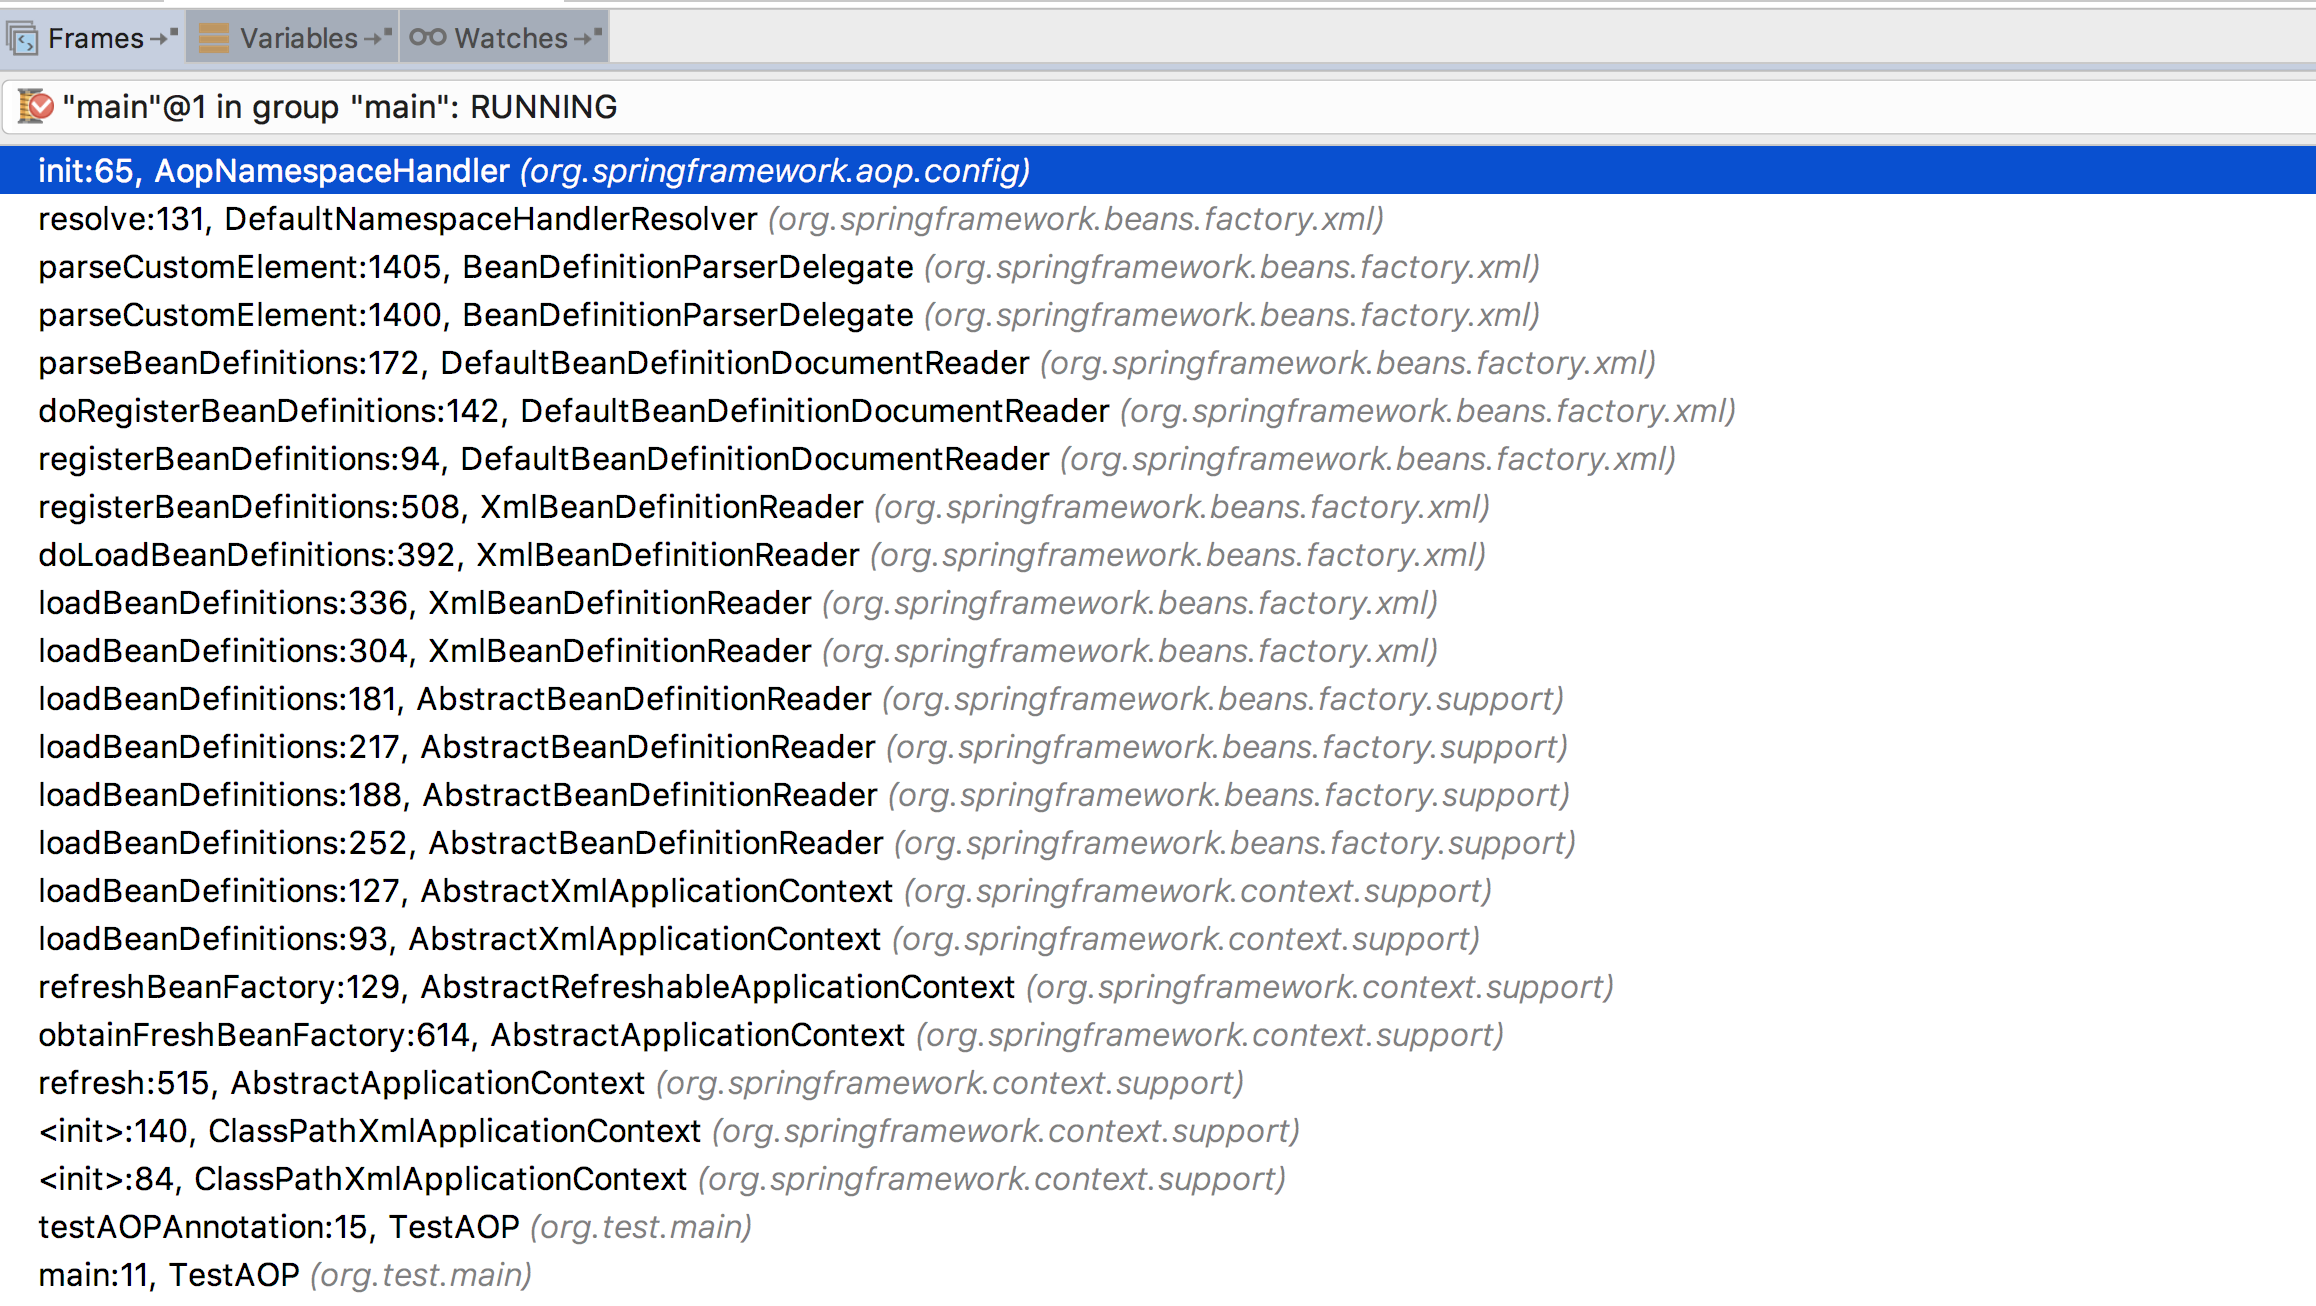 Frames Variables Watches
"main"@1 in group "main": RUNNING
init:65, AopNamespaceHandler (org.springframework.aop.config)
resolve:131, DefaultNamespaceHandlerResolver (org.springframework.beans.factory.xml)
parseCustomElement:1405, BeanDefinitionParserDelegate (org.springframework.beans.factory.xml)
parseCustomElement:1400, BeanDefinitionParserDelegate (org.springframework.beans.factory.xml)
parseBeanDefinitions:172, DefaultBeanDefinitionDocumentReader (org.springframework.beans.factory.xml)
doRegisterBeanDefinitions:142, DefaultBeanDefinitionDocumentReader (org.springframework.beans.factory.xml)
registerBeanDefinitions:94, DefaultBeanDefinitionDocumentReader (org.springframework.beans.factory.xml)
registerBeanDefinitions:508, XmlBeanDefinitionReader (org.springframework.beans.factory.xml)
doLoadBeanDefinitions:392, XmlBeanDefinitionReader (org.springframework.beans.factory.xml)
loadBeanDefinitions:336, XmlBeanDefinitionReader (org.springframework.beans.factory.xml)
loadBeanDefinitions:304, XmlBeanDefinitionReader (org.springframework.beans.factory.xml)
loadBeanDefinitions:181, AbstractBeanDefinitionReader (org.springframework.beans.factory.support)
loadBeanDefinitions:217, AbstractBeanDefinitionReader (org.springframework.beans.factory.support)
loadBeanDefinitions:188, AbstractBeanDefinitionReader (org.springframework.beans.factory.support)
loadBeanDefinitions:252, AbstractBeanDefinitionReader (org.springframework.beans.factory.support)
loadBeanDefinitions:127, AbstractXmlApplicationContext (org.springframework.context.support)
loadBeanDefinitions:93, AbstractXmlApplicationContext (org.springframework.context.support)
refreshBeanFactory:129, AbstractRefreshableApplicationContext (org.springframework.context.support)
obtainFreshBeanFactory:614, AbstractApplicationContext (org.springframework.context.support)
refresh:515, AbstractApplicationContext (org.springframework.context.support)
<init>:140, ClassPathXmlApplicationContext (org.springframework.context.support)
<init>:84, ClassPathXmlApplicationContext (org.springframework.context.support)
testAOPAnnotation:15, TestAOP (org.test.main)
main:11, TestAOP (org.test.main)